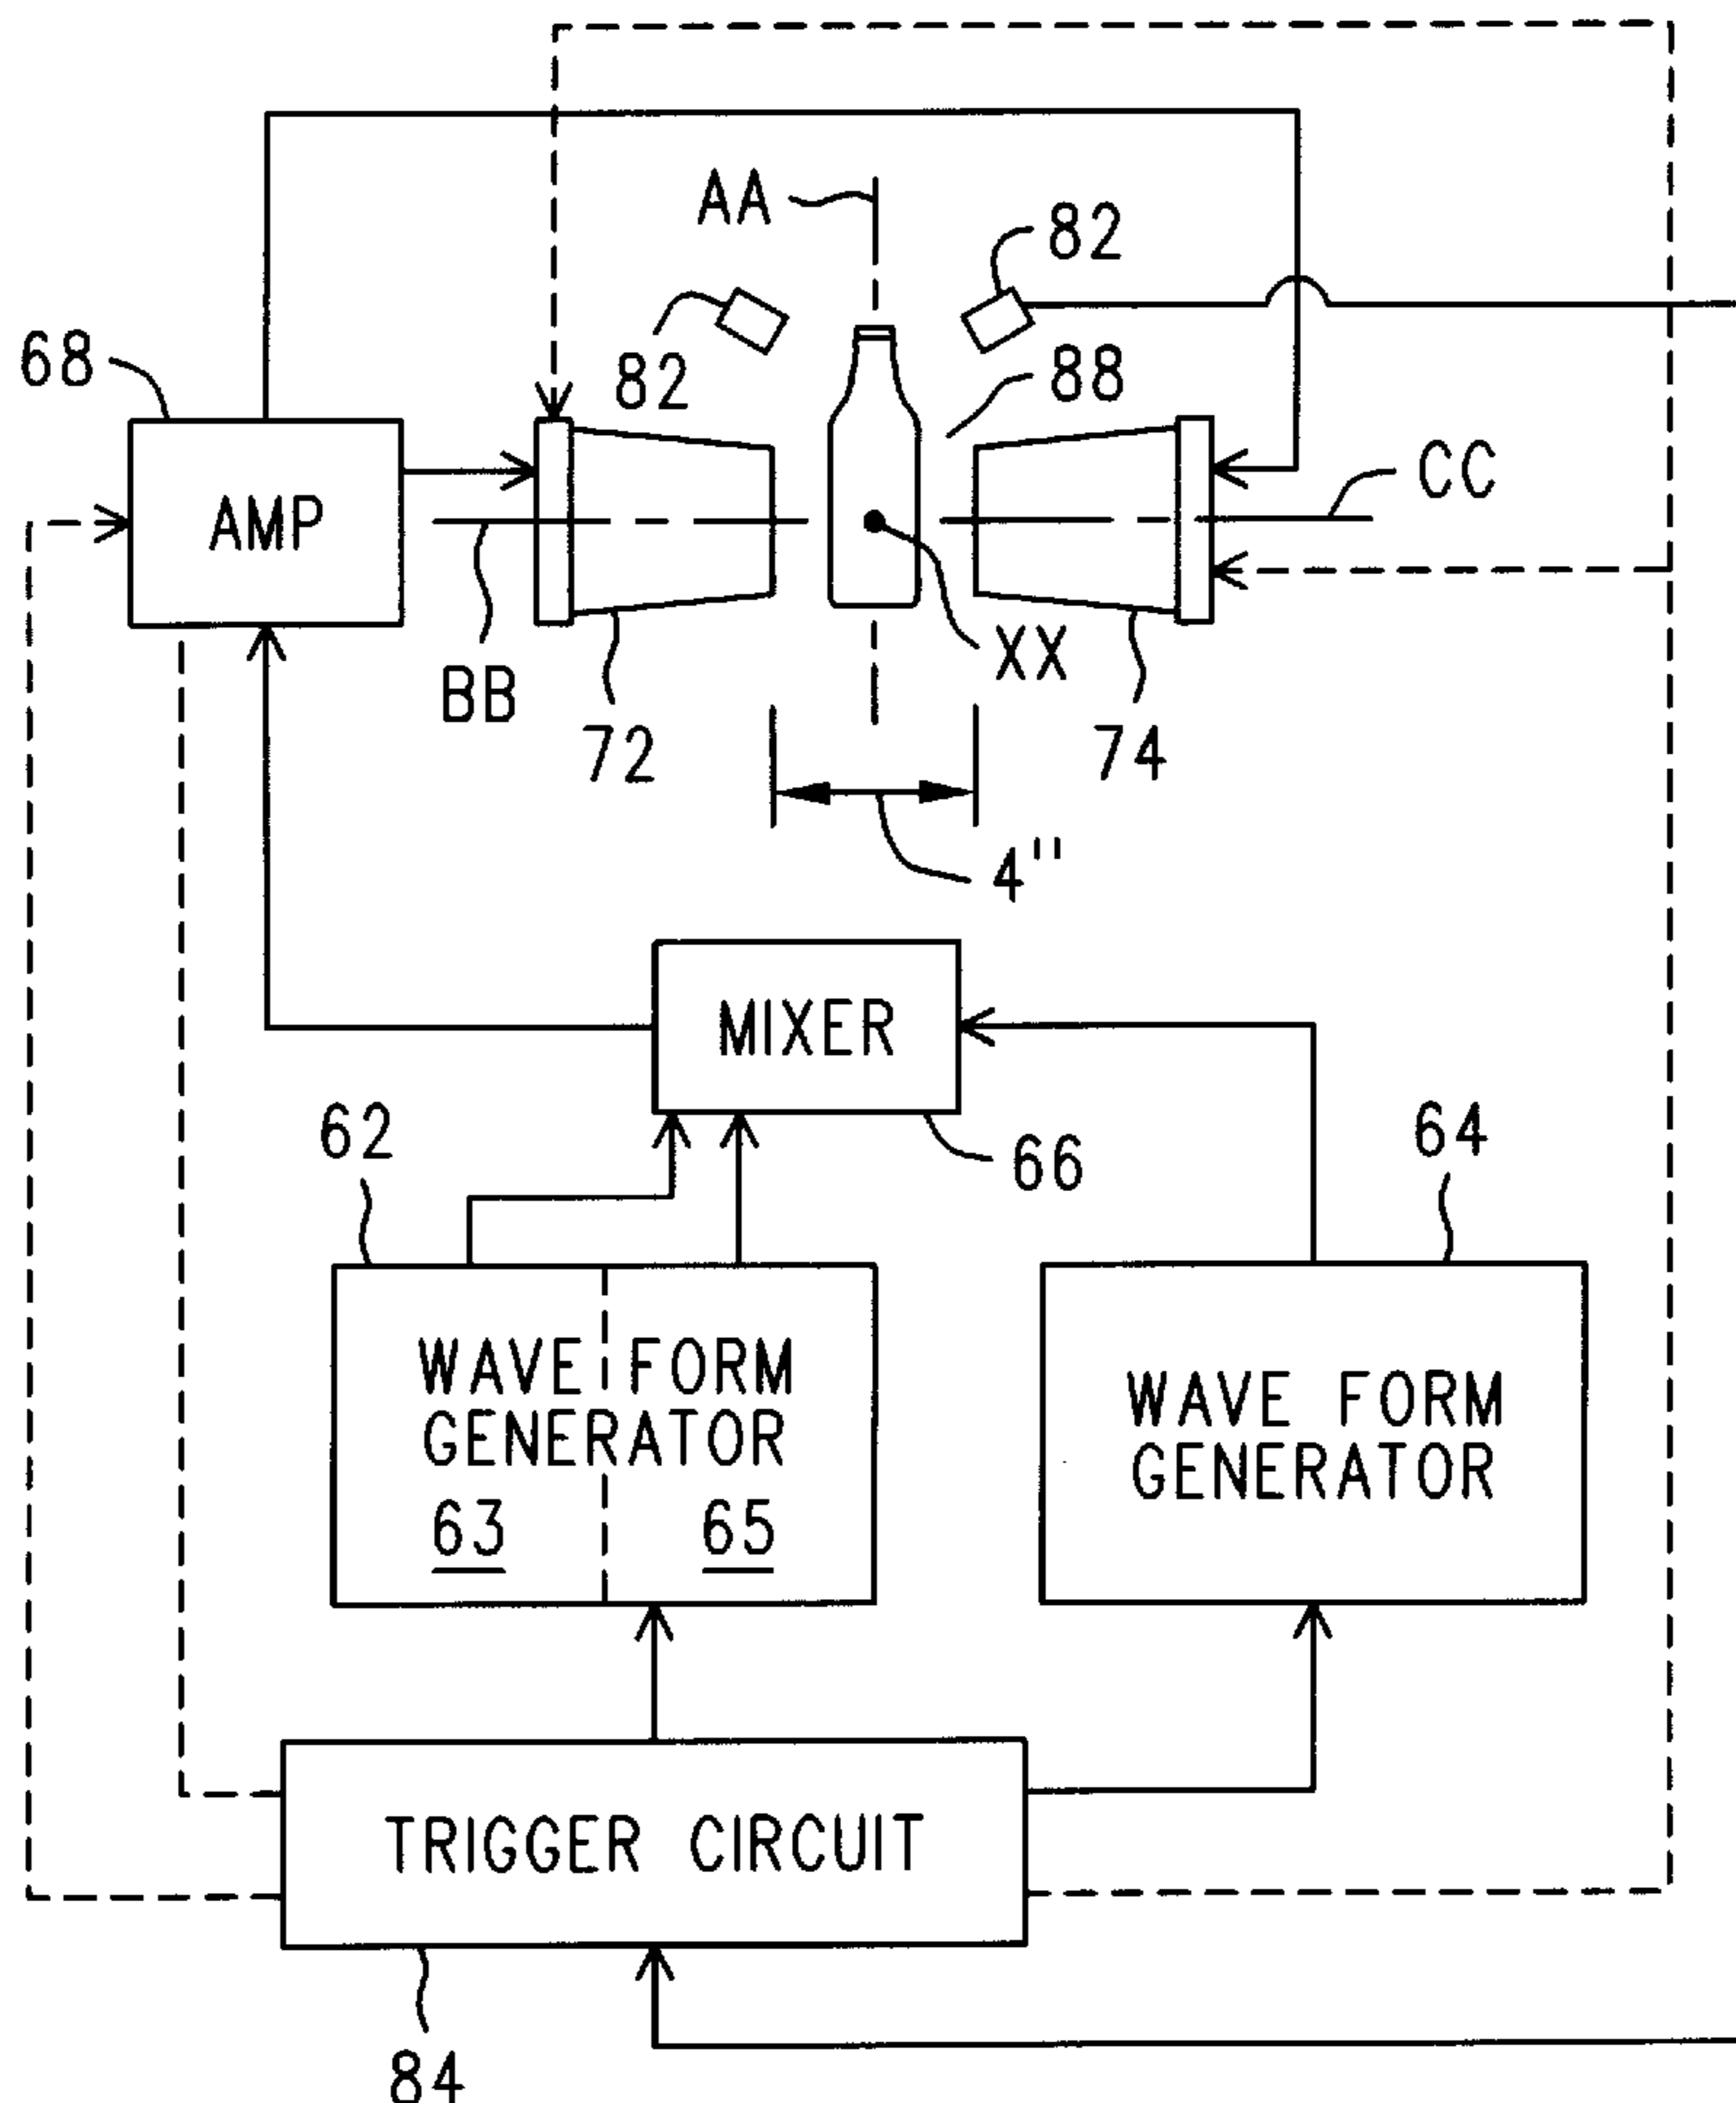 AA
82
82
88
68
CC
AMP
BB
XX
72
74
4"
MIXER
62
66
64
WAVE FORM
GENERATOR
63 65
WAVE FORM
GENERATOR
TRIGGER CIRCUIT
84